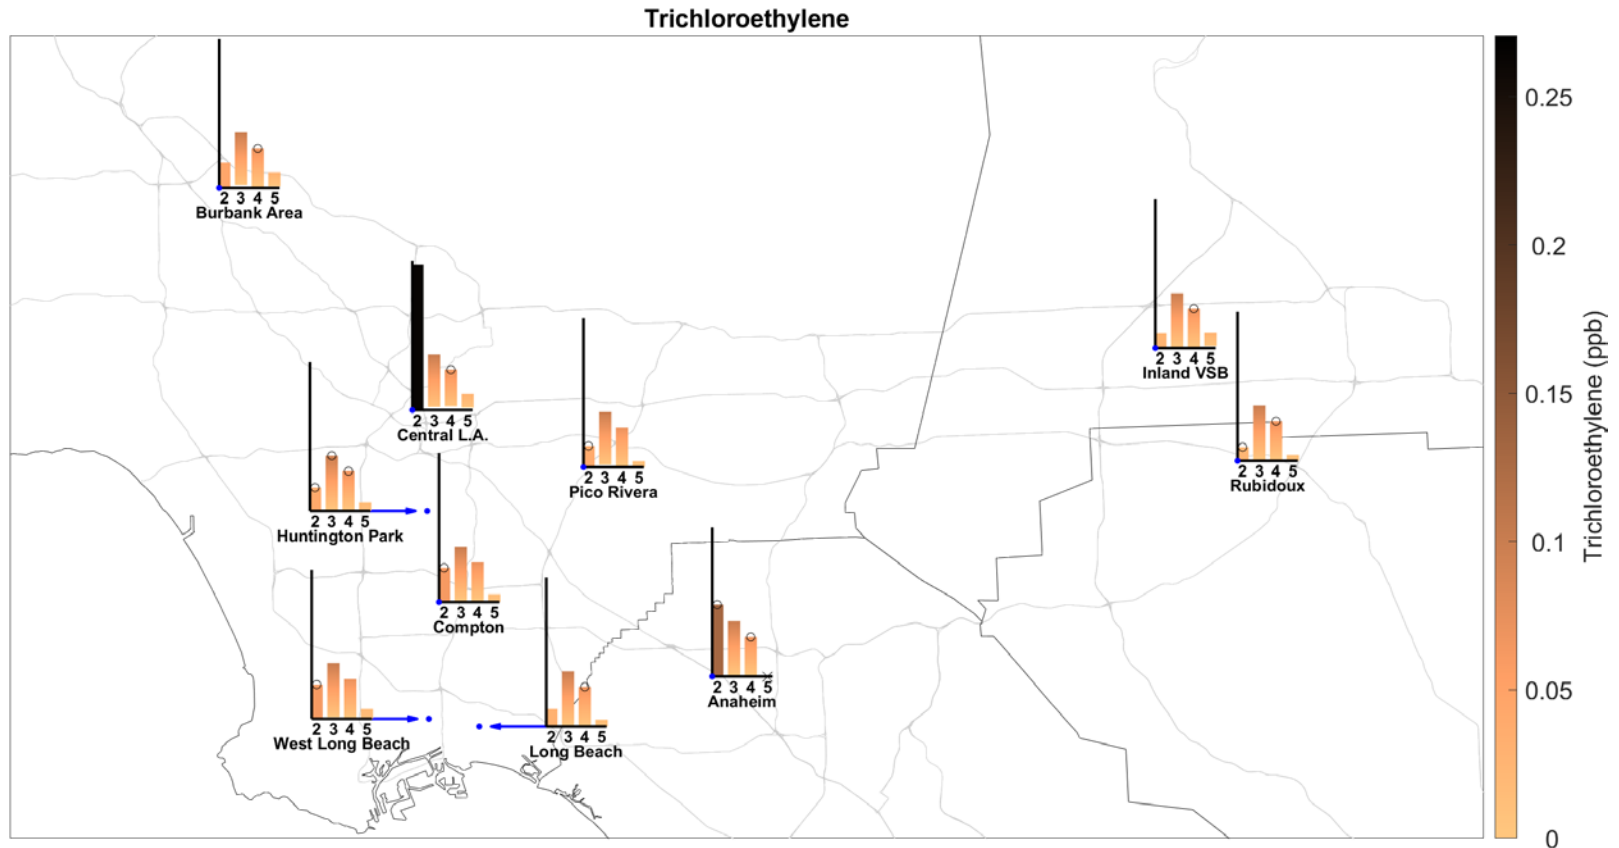 Trichloroethylene
2 3 4 5
Burbank Area
2 3 4 5
Central L.A.
2 3 4 5
Inland VSB
2 3 4 5
Rubidoux
2 3 4 5
Pico Rivera
2 3 4 5
Huntington Park
2 3 4 5
Compton
2 3 4 5
Anaheim
2 3 4 5
West Long Beach
2 3 4 5
Long Beach
0.25
0.2
0.15
0.1
0.05
0
Trichloroethylene (ppb)